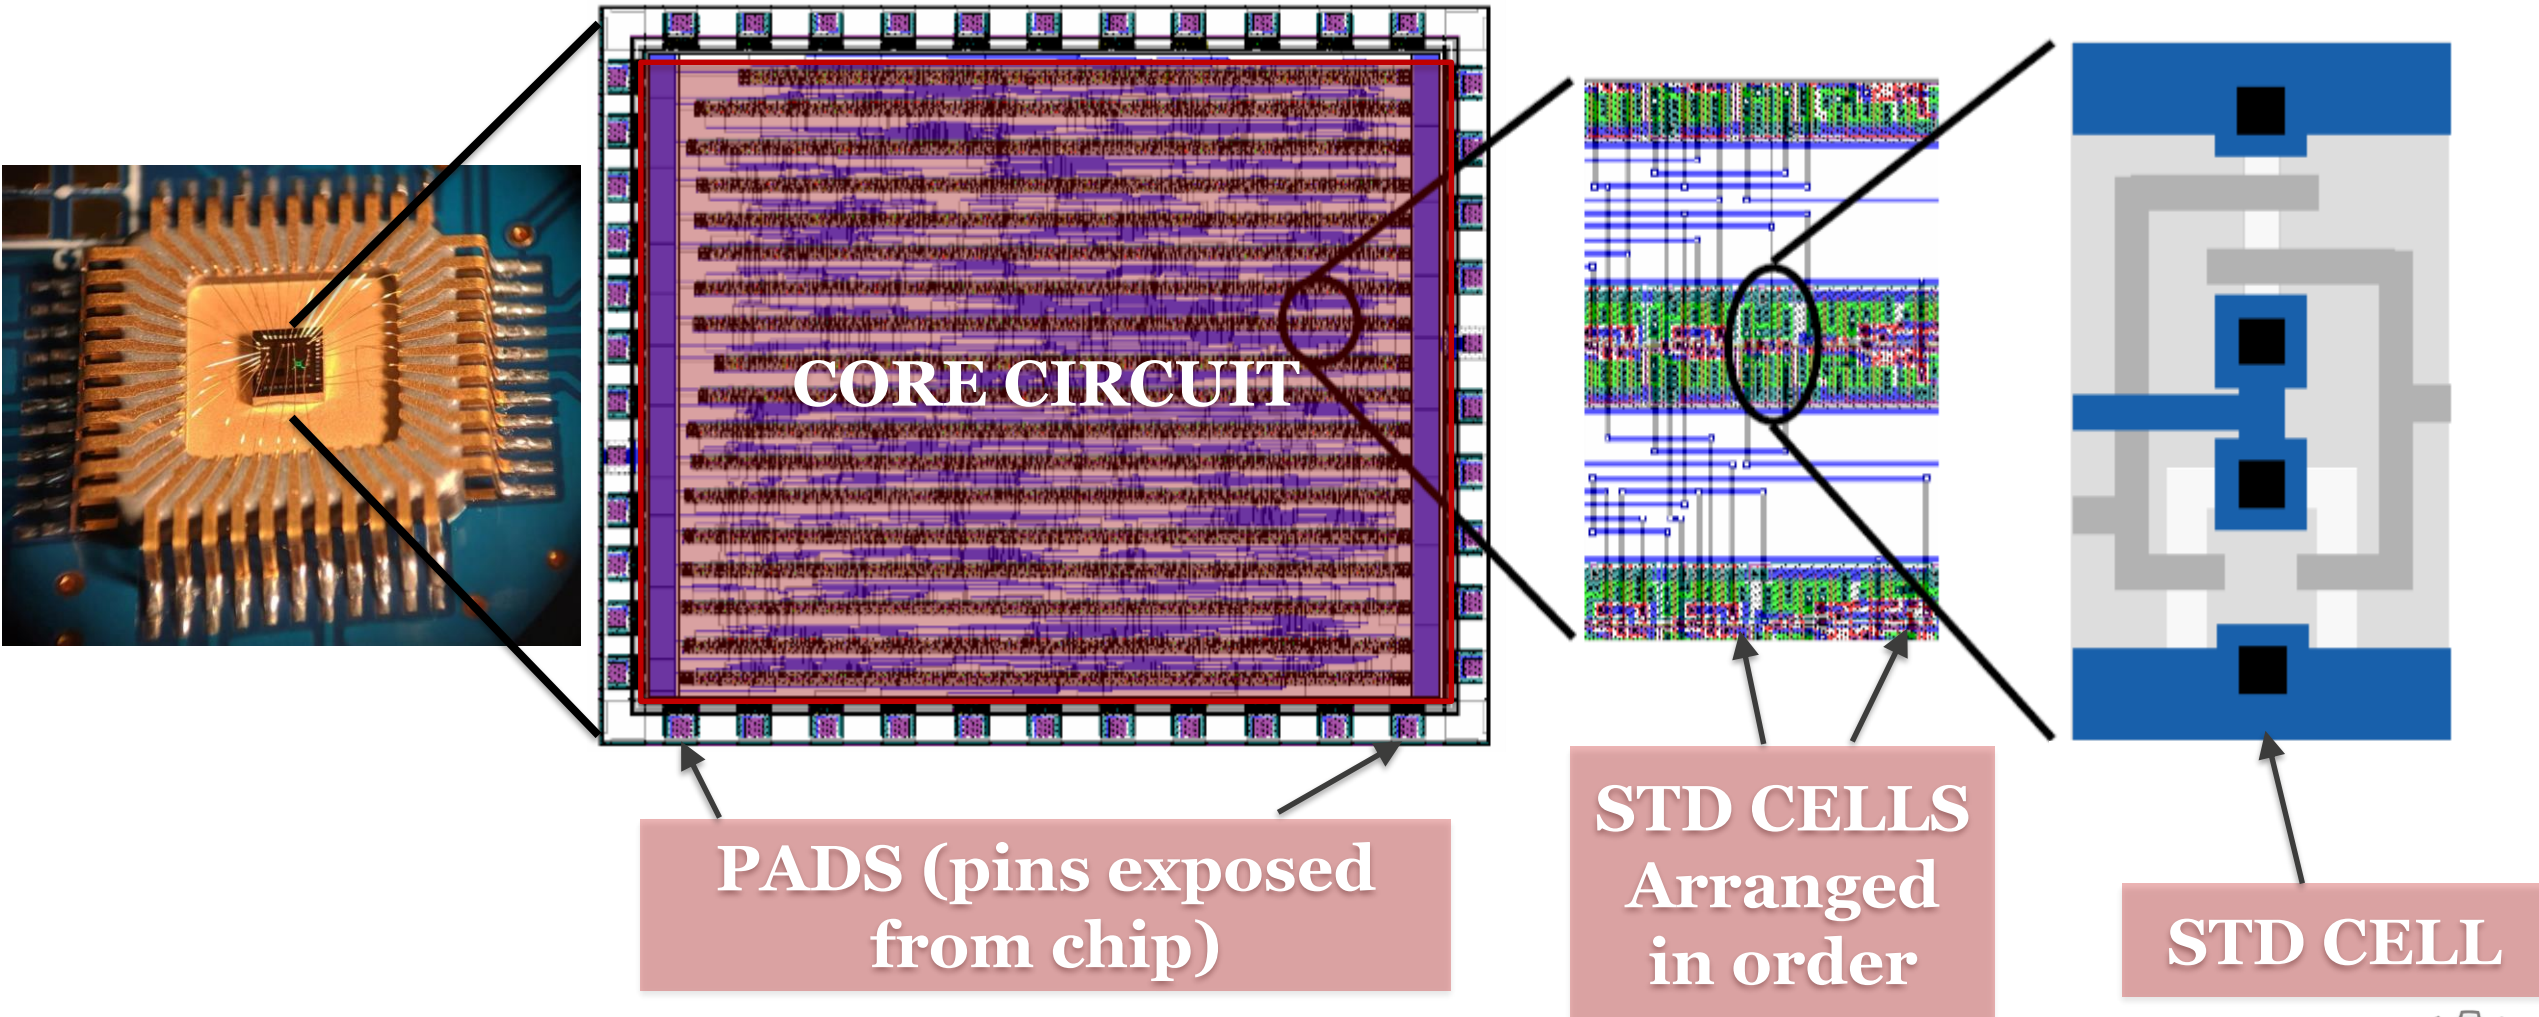 CORE CIRCUIT
PADS (pins exposed
from chip)
STD CELLS
Arranged
in order
STD CELL